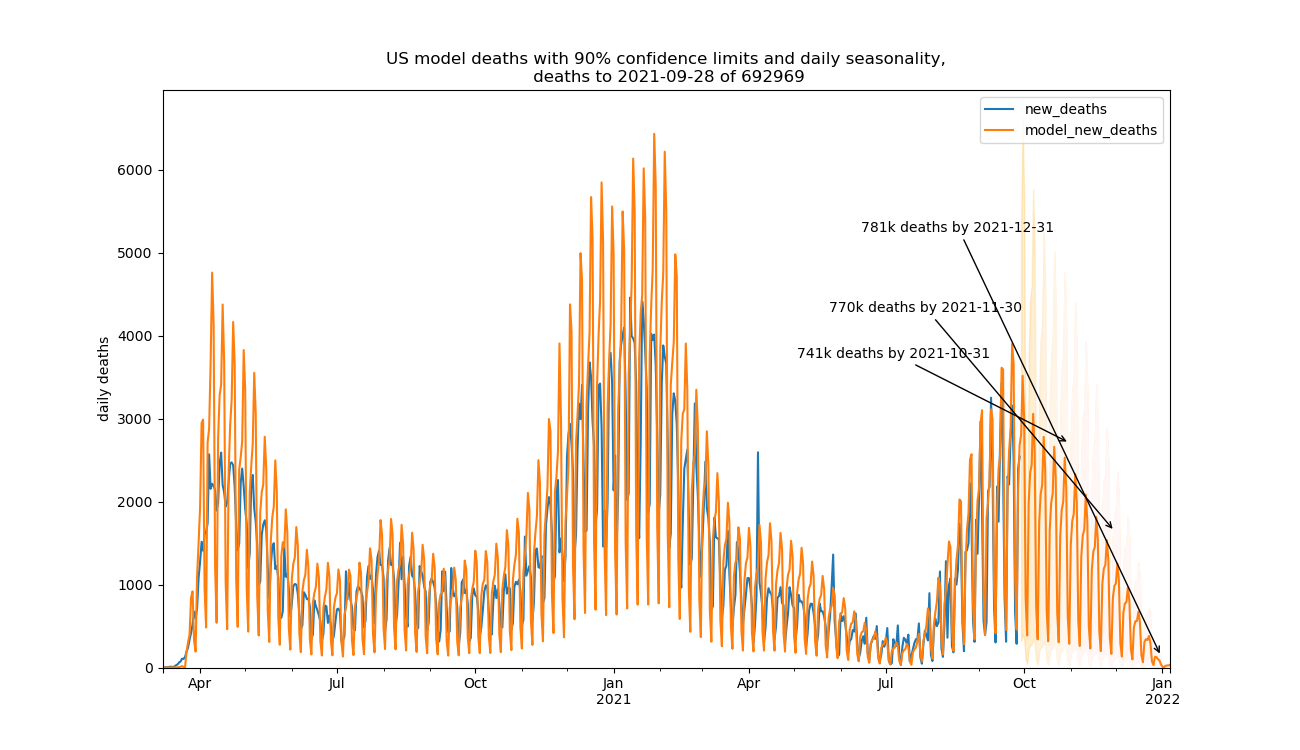 US model deaths with 90% confidence limits and daily seasonality,
deaths to 2021-09-28 of 692969
new_deaths
model_new_deaths
781k deaths by 2021-12-31
770k deaths by 2021-11-30
741k deaths by 2021-10-31
daily deaths
6000
5000
4000
3000
2000
1000
0
Apr
Jul
Oct
Jan
2021
Apr
Jul
Oct
Jan
2022